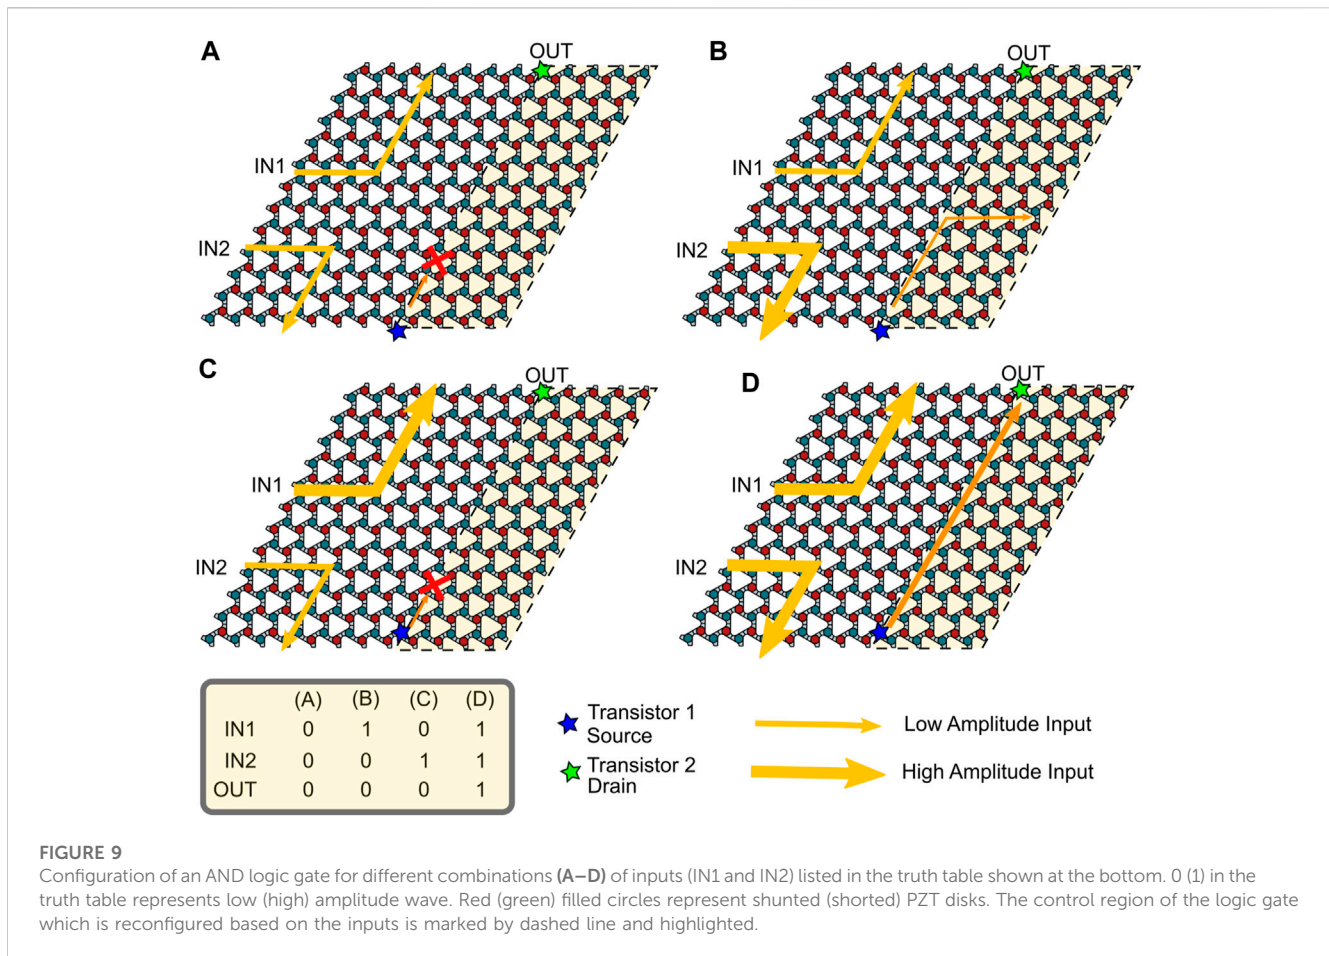 A
OUT
IN1
IN2
B
OUT
IN1
IN2
C
OUT
IN1
IN2
D
OUT
IN1
IN2
(A) (B) (C) (D)
IN1 0 1 0 1
IN2 0 0 1 1
OUT 0 0 0 1
Transistor 1
Source
Transistor 2
Drain
Low Amplitude Input
High Amplitude Input
FIGURE 9
Configuration of an AND logic gate for different combinations (A–D) of inputs (IN1 and IN2) listed in the truth table shown at the bottom. 0 (1) in the
truth table represents low (high) amplitude wave. Red (green) filled circles represent shunted (shorted) PZT disks. The control region of the logic gate
which is reconfigured based on the inputs is marked by dashed line and highlighted.